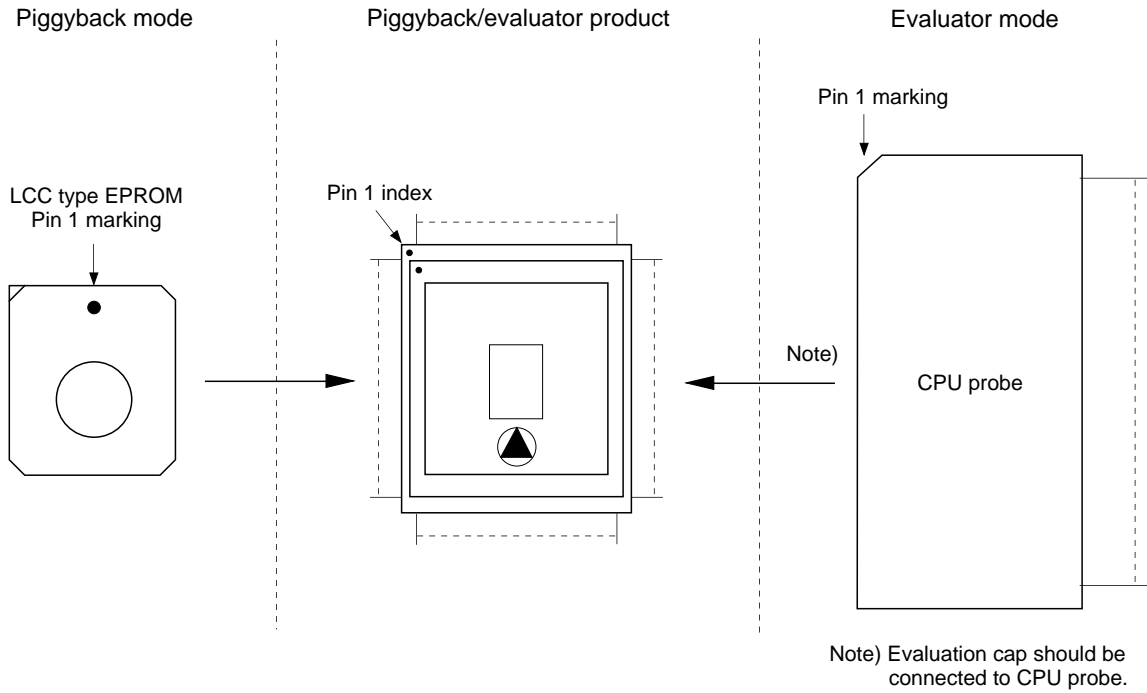 Piggyback mode
Piggyback/evaluator product
Evaluator mode
Pin 1 marking
LCC type EPROM
Pin 1 marking
Pin 1 index
Note)
CPU probe
Note) Evaluation cap should be
connected to CPU probe.